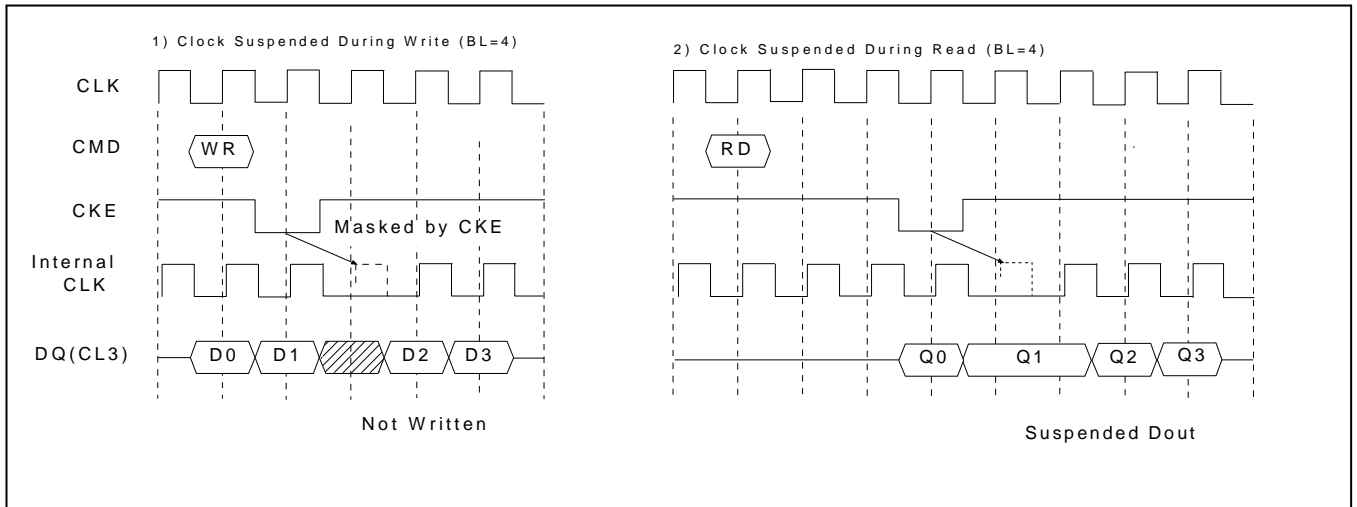 1) Clock Suspended During Write (BL=4)
2) Clock Suspended During Read (BL=4)
CLK
CMD
WR
RD
CKE
Masked by CKE
Internal
CLK
DQ(CL3)
D0
D1
D2
D3
Q0
Q1
Q2
Q3
Not Written
Suspended Dout